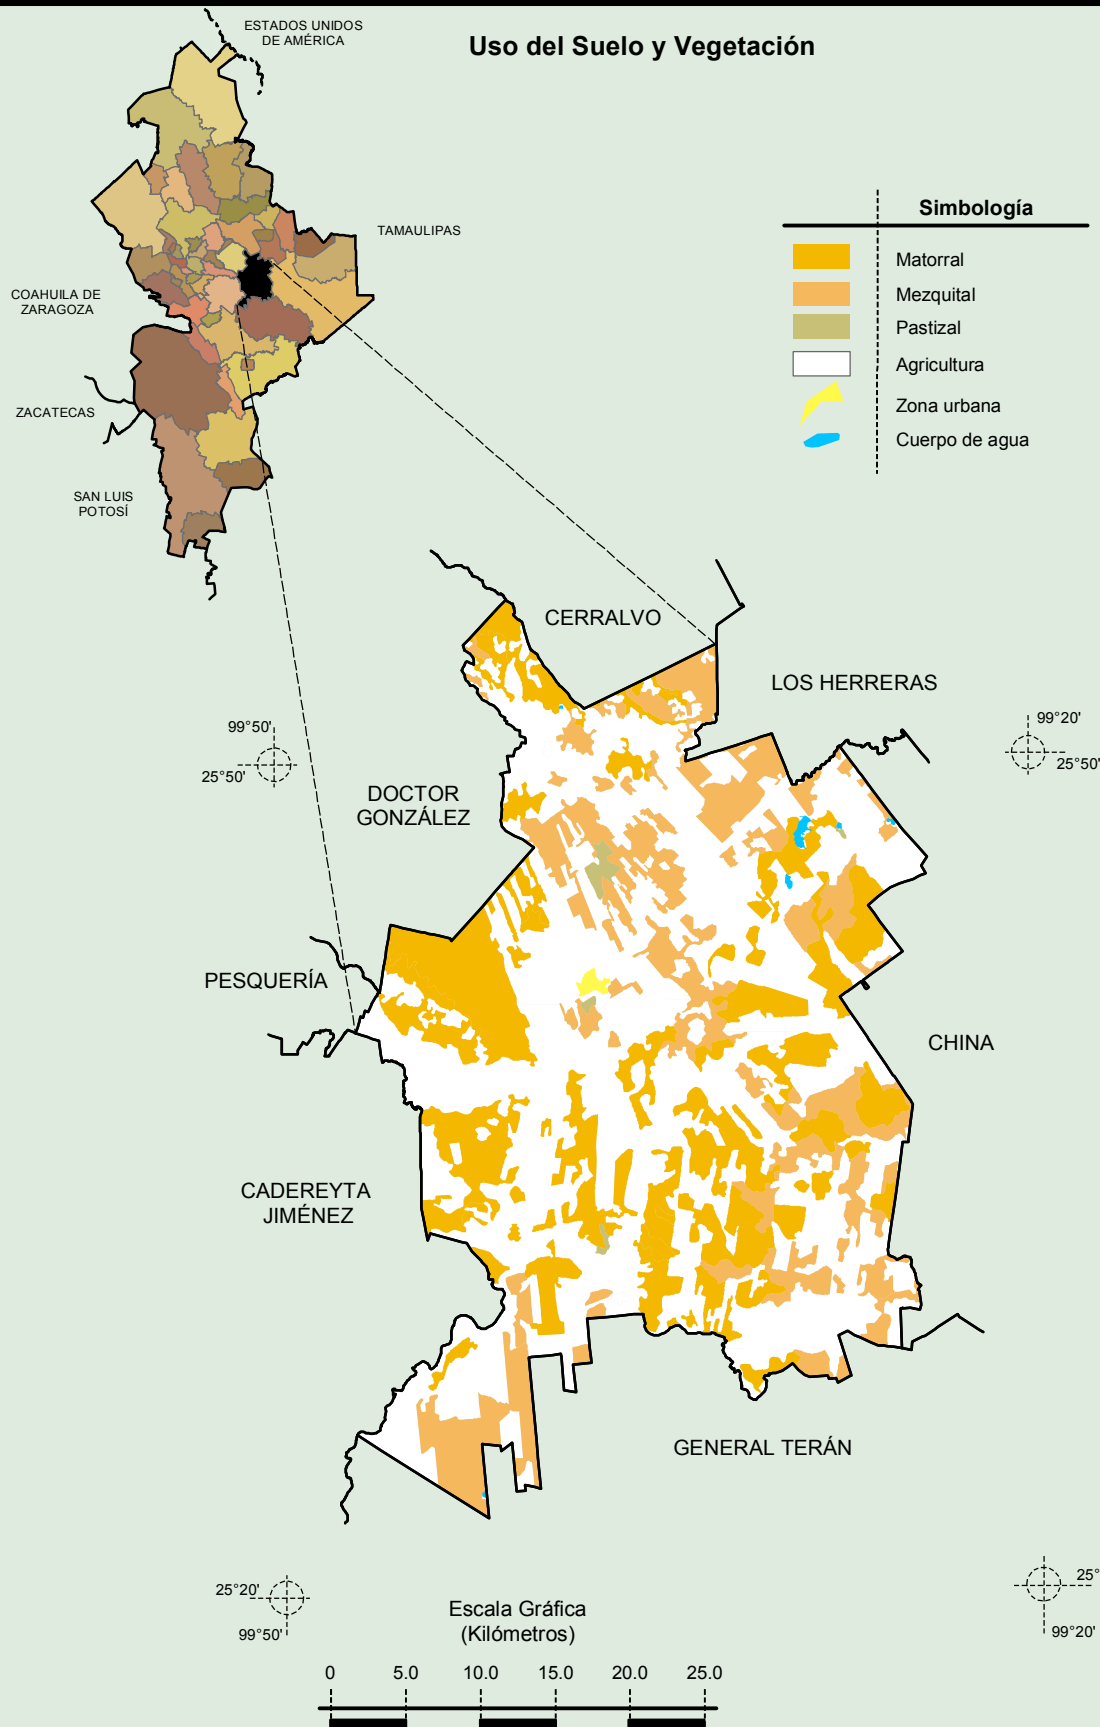 ESTADOS UNIDOS
DE AMÉRICA
Uso del Suelo y Vegetación
TAMAULIPAS
COAHUILA DE
ZARAGOZA
ZACATECAS
SAN LUIS
POTOSÍ
Simbología
Matorral
Mezquital
Pastizal
Agricultura
Zona urbana
Cuerpo de agua
CERRALVO
LOS HERRERAS
99°50'
25°50'
99°20'
25°50'
DOCTOR
GONZÁLEZ
PESQUERÍA
CHINA
CADEREYTA
JIMÉNEZ
GENERAL TERÁN
25°20'
99°50'
25°
99°20'
Escala Gráfica
(Kilómetros)
0 5.0 10.0 15.0 20.0 25.0